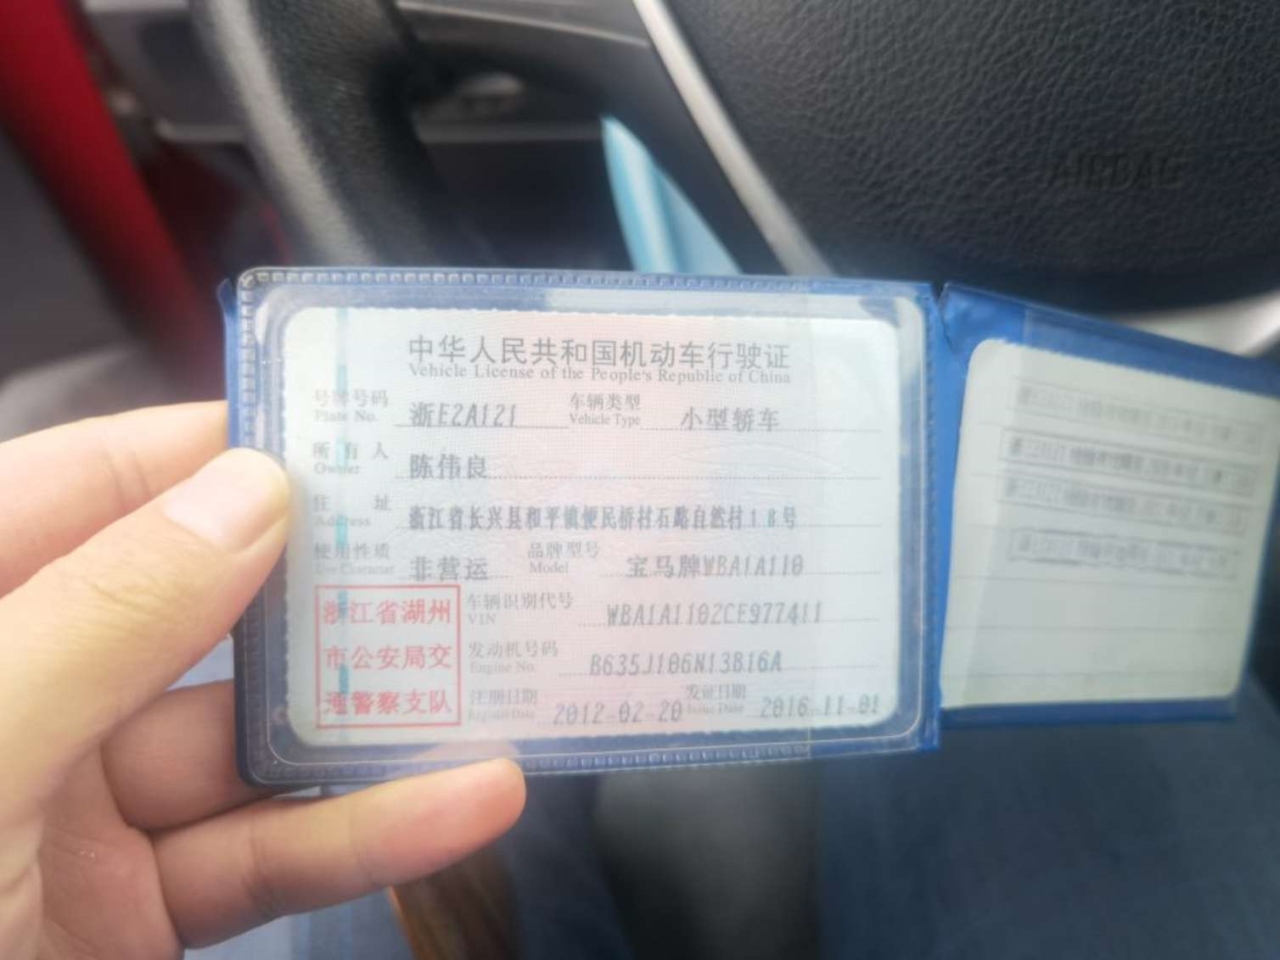 AIRBAG
中华人民共和国机动车行驶证
Vehicle License of the People's Republic of China
号牌号码 浙E2A121 车辆类型 小型轿车
Plate No. Vehicle Type
所有人 陈伟良
Owner
住址 浙江省长兴县和平镇便民桥村石路自然村18号
Address
使用性质 非营运 品牌型号 宝马牌WBA1A110
Use Character Model
浙江省湖州 车辆识别代号 WBA1A1102CE977411
VIN
市公安局交 发动机号码 B635J106N13B16A
Engine No.
通警察支队 注册日期 2012-02-20 发证日期 2016-11-01
Register Date Issue Date